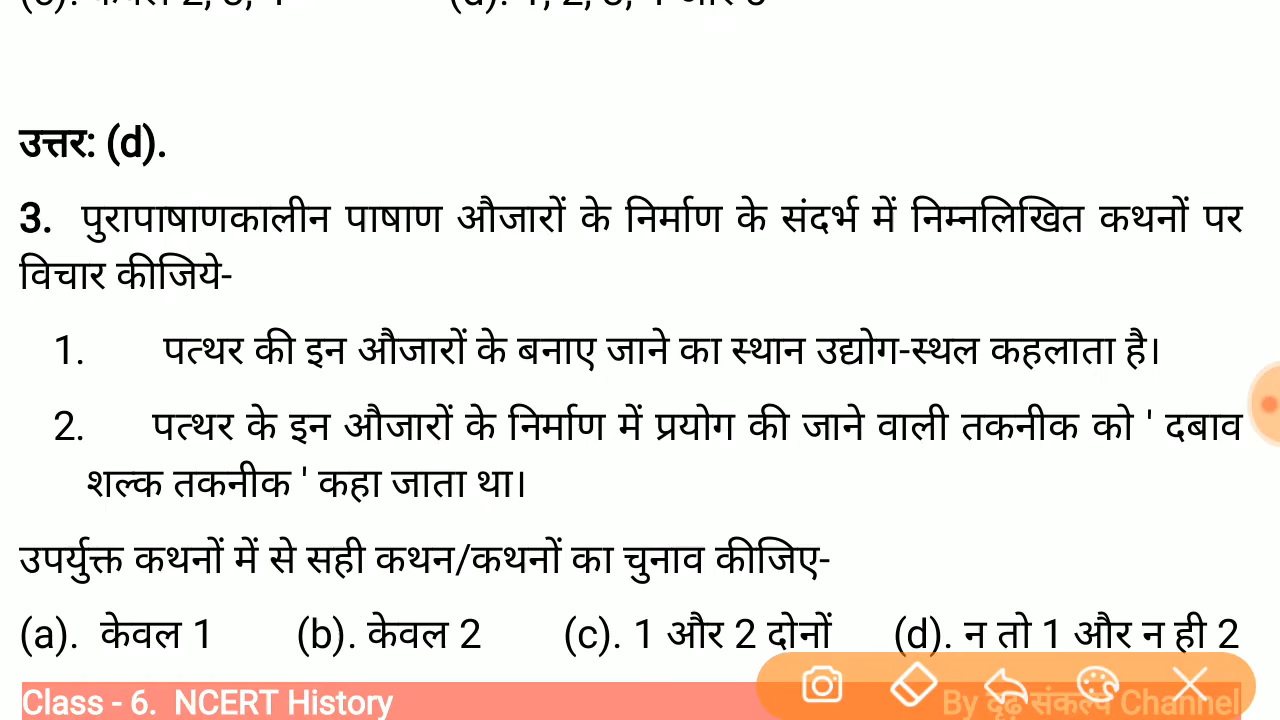 उत्तर: (d).
3. पुरापाषाणकालीन पाषाण औजारों के निर्माण के संदर्भ में निम्नलिखित कथनों पर
विचार कीजिये-
1. पत्थर की इन औजारों के बनाए जाने का स्थान उद्योग-स्थल कहलाता है।
2. पत्थर के इन औजारों के निर्माण में प्रयोग की जाने वाली तकनीक को ' दबाव
शल्क तकनीक ' कहा जाता था।
उपर्युक्त कथनों में से सही कथन/कथनों का चुनाव कीजिए-
(a). केवल 1 (b). केवल 2 (c). 1 और 2 दोनों (d). न तो 1 और न ही 2
Class - 6. NCERT History By दृढ़ संकल्प Channel